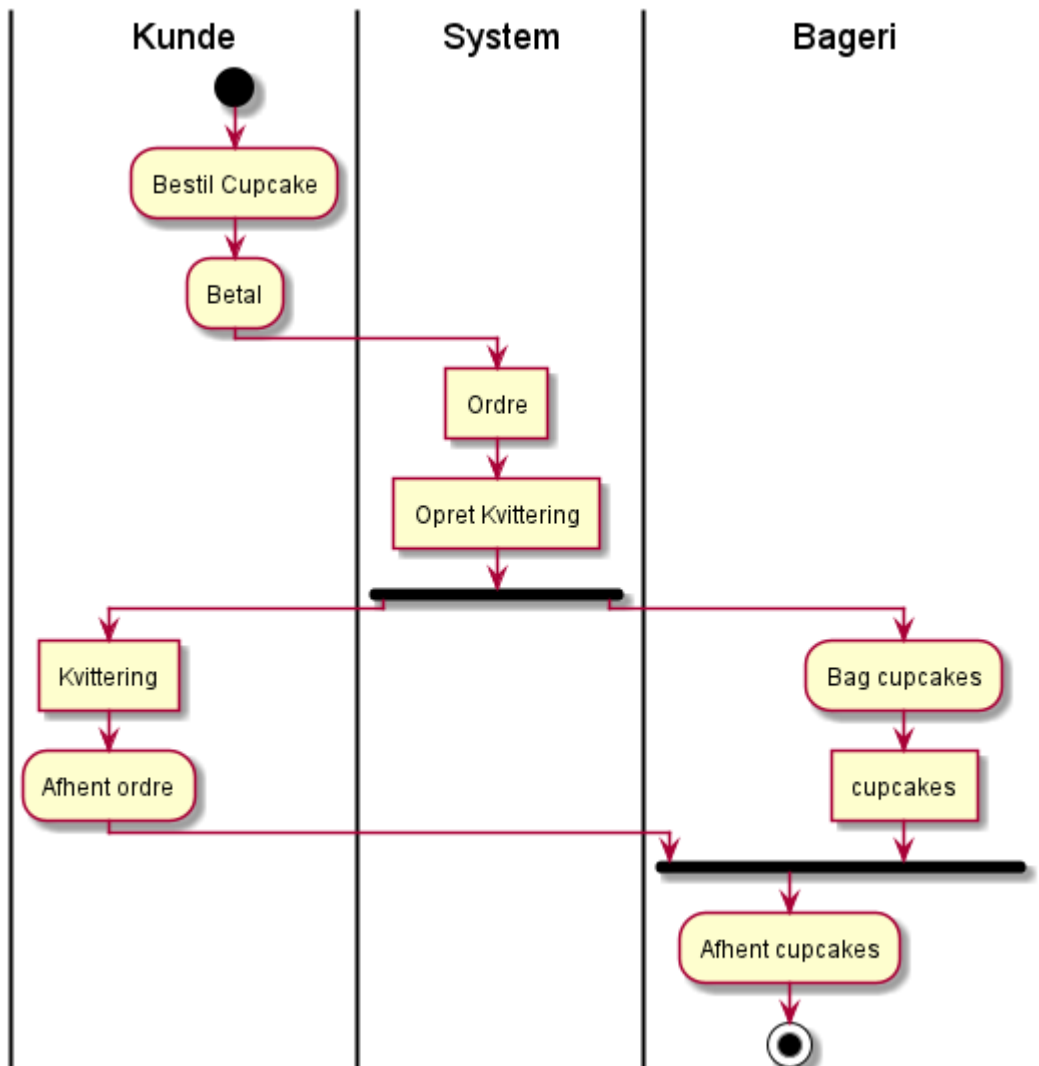 Kunde
System
Bageri
Bestil Cupcake
Betal
Ordre
Opret Kvittering
Kvittering
Bag cupcakes
Afhent ordre
cupcakes
Afhent cupcakes